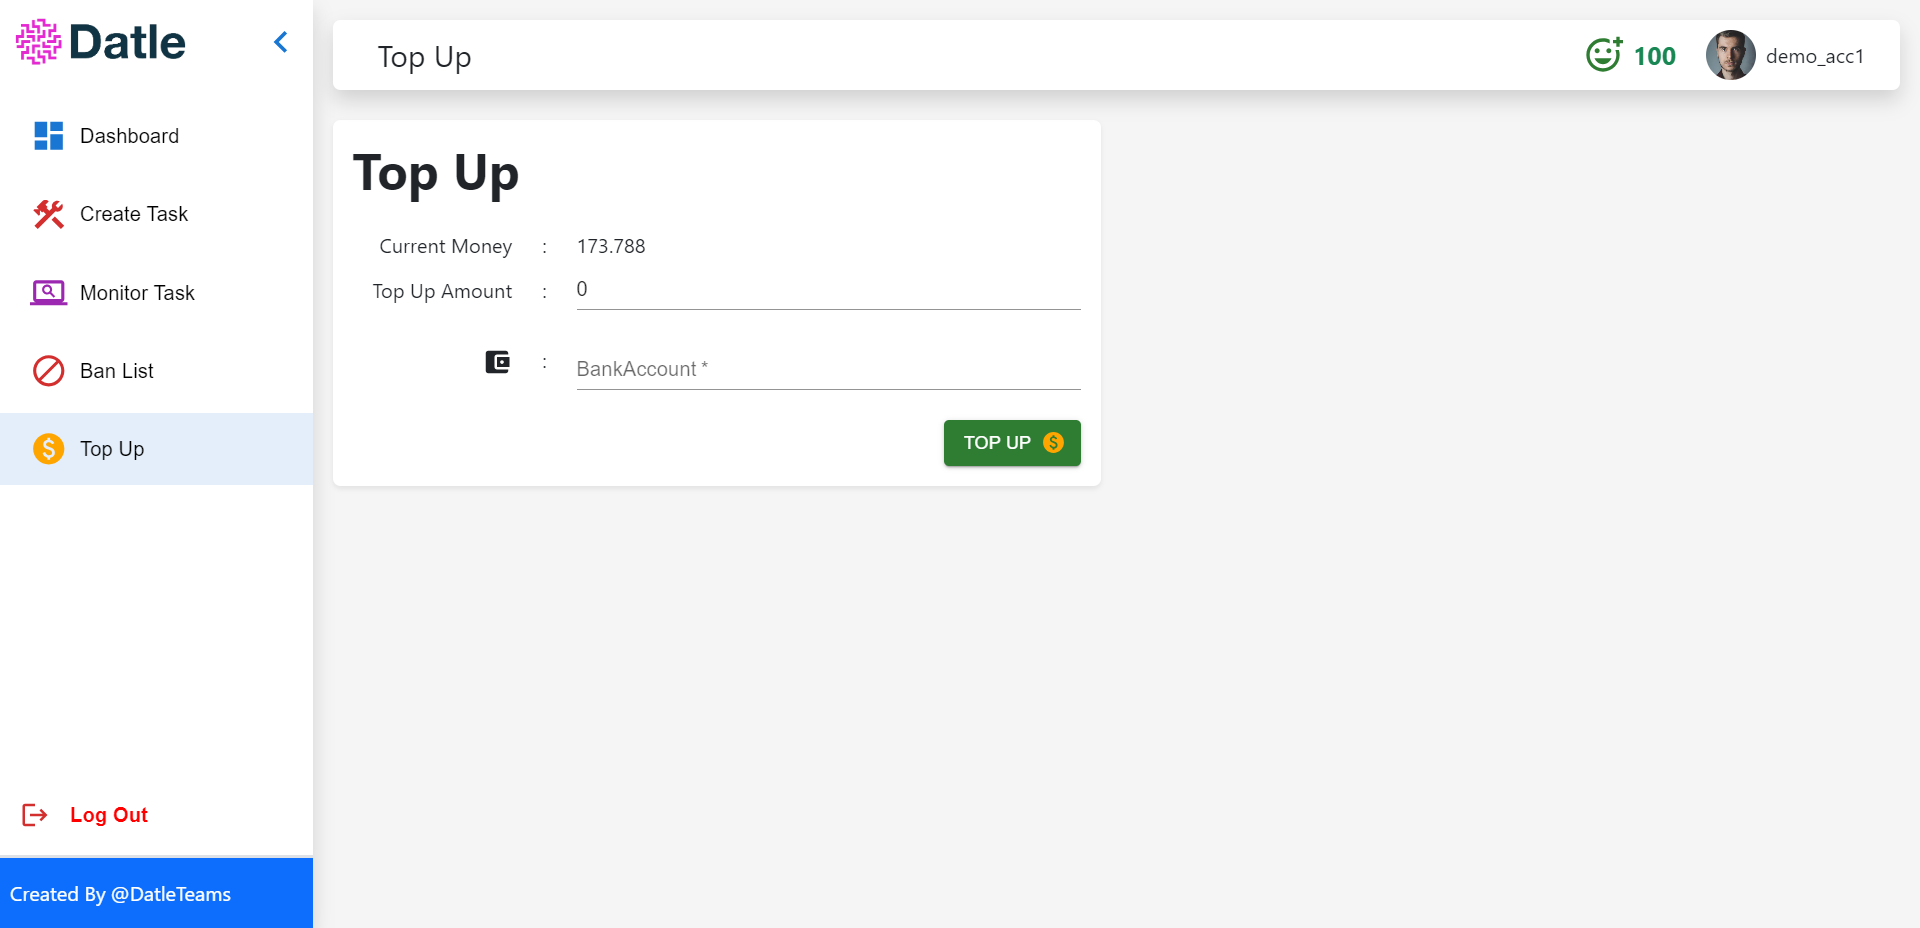 Datle
Dashboard
Create Task
Monitor Task
Ban List
Top Up
Log Out
Created By @DatleTeams
Top Up
100
demo_acc1
Top Up
Current Money : 173.788
Top Up Amount : 0
: BankAccount *
TOP UP